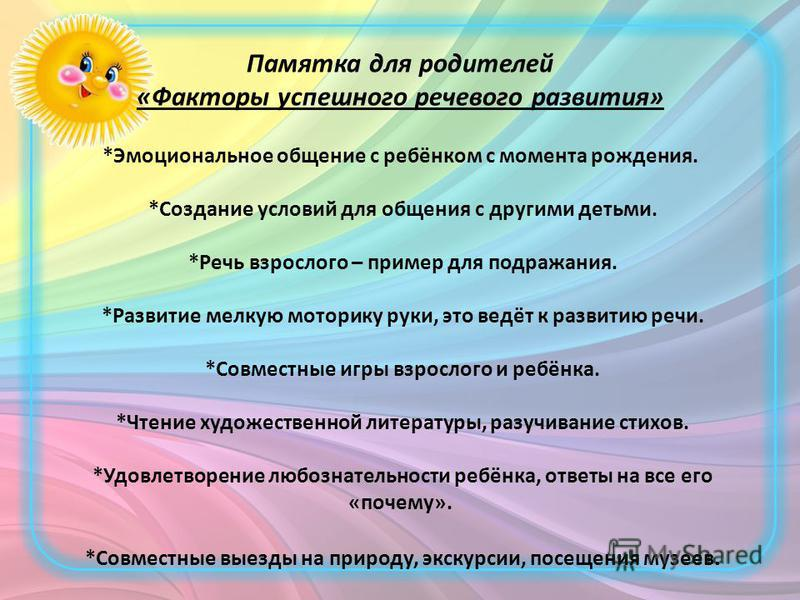 Памятка для родителей
«Факторы успешного речевого развития»
*Эмоциональное общение с ребёнком с момента рождения.
*Создание условий для общения с другими детьми.
*Речь взрослого – пример для подражания.
*Развитие мелкую моторику руки, это ведёт к развитию речи.
*Совместные игры взрослого и ребёнка.
*Чтение художественной литературы, разучивание стихов.
*Удовлетворение любознательности ребёнка, ответы на все его
«почему».
*Совместные выезды на природу, экскурсии, посещения музеев.
MyShared